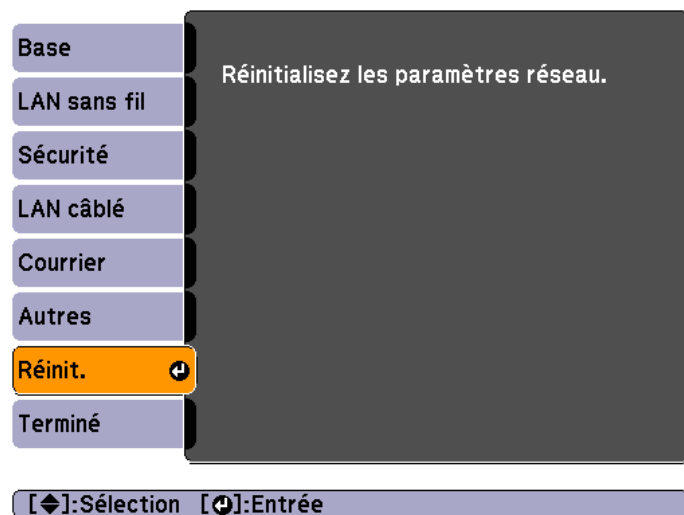 Base
LAN sans fil
Sécurité
LAN câblé
Courrier
Autres
Réinit.
Terminé
Réinitialisez les paramètres réseau.
[◆]:Sélection [↵]:Entrée